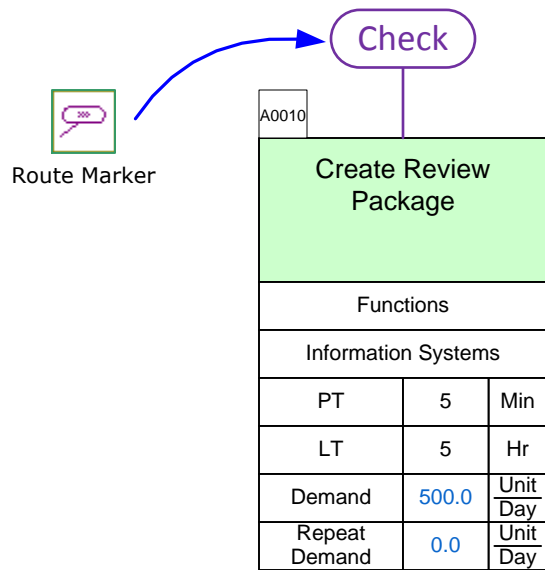 Check
A0010
Route Marker
Create Review
Package
Functions
Information Systems
PT 5 Min
LT 5 Hr
Demand 500.0 Unit
Day
Repeat
Demand 0.0 Unit
Day